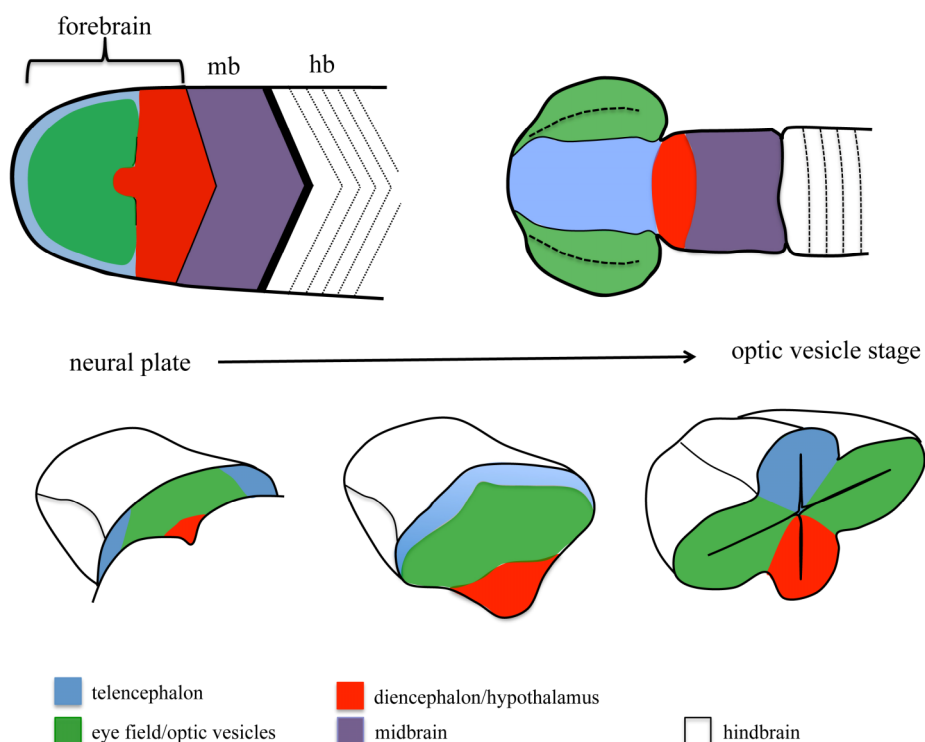 forebrain
mb
hb
neural plate
optic vesicle stage
telencephalon
diencephalon/hypothalamus
eye field/optic vesicles
midbrain
hindbrain